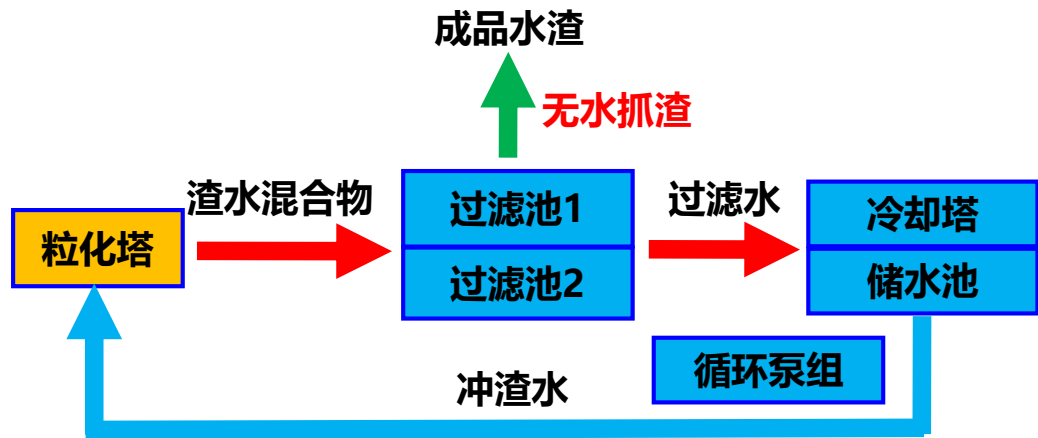 成品水渣
无水抓渣
渣水混合物
过滤池1
过滤水
冷却塔
粒化塔
过滤池2
储水池
循环泵组
冲渣水